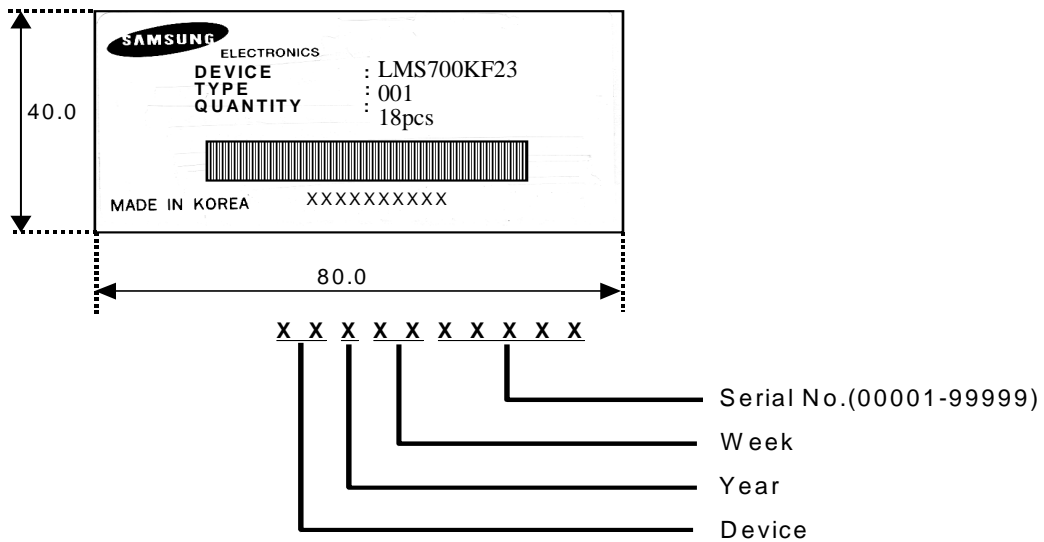 SAMSUNG
ELECTRONICS
DEVICE : LMS700KF23
TYPE : 001
QUANTITY : 18pcs
40.0
MADE IN KOREA XXXXXXXXXX
80.0
X X X X X X X X X X
Serial No.(00001-99999)
Week
Year
Device